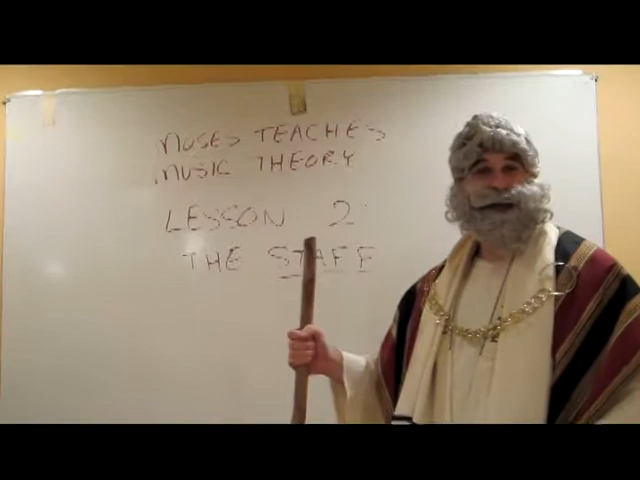 MOSES TEACHES
MUSIC THEORY
LESSON 2
THE STAFF